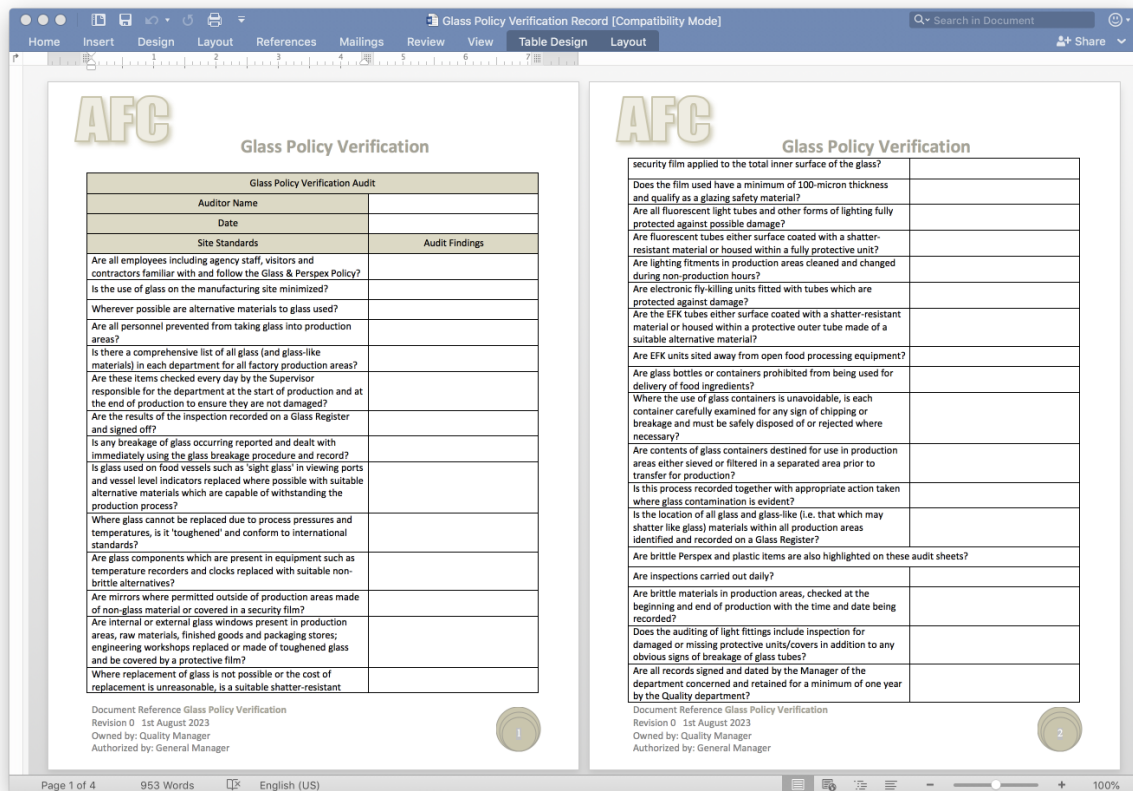 Glass Policy Verification Record [Compatibility Mode]
Search in Document
Home Insert Design Layout References Mailings Review View Table Design Layout
Share
1 2 3 4 5 6 7
AFC
Glass Policy Verification
Glass Policy Verification Audit
Auditor Name
Date
Site Standards Audit Findings
Are all employees including agency staff, visitors and
contractors familiar with and follow the Glass & Perspex Policy?
Is the use of glass on the manufacturing site minimized?
Wherever possible are alternative materials to glass used?
Are all personnel prevented from taking glass into production
areas?
Is there a comprehensive list of all glass (and glass-like
materials) in each department for all factory production areas?
Are these items checked every day by the Supervisor
responsible for the department at the start of production and at
the end of production to ensure they are not damaged?
Are the results of the inspection recorded on a Glass Register
and signed off?
Is any breakage of glass occurring reported and dealt with
immediately using the glass breakage procedure and record?
Is glass used on food vessels such as 'sight glass' in viewing ports
and vessel level indicators replaced where possible with suitable
alternative materials which are capable of withstanding the
production process?
Where glass cannot be replaced due to process pressures and
temperatures, is it 'toughened' and conform to international
standards?
Are glass components which are present in equipment such as
temperature recorders and clocks replaced with suitable non-
brittle alternatives?
Are mirrors where permitted outside of production areas made
of non-glass material or covered in a security film?
Are internal or external glass windows present in production
areas, raw materials, finished goods and packaging stores;
engineering workshops replaced or made of toughened glass
and be covered by a protective film?
Where replacement of glass is not possible or the cost of
replacement is unreasonable, is a suitable shatter-resistant
Document Reference Glass Policy Verification
Revision 0 1st August 2023
Owned by: Quality Manager
Authorized by: General Manager
1
AFC
Glass Policy Verification
security film applied to the total inner surface of the glass?
Does the film used have a minimum of 100-micron thickness
and qualify as a glazing safety material?
Are all fluorescent light tubes and other forms of lighting fully
protected against possible damage?
Are fluorescent tubes either surface coated with a shatter-
resistant material or housed within a fully protective unit?
Are lighting fitments in production areas cleaned and changed
during non-production hours?
Are electronic fly-killing units fitted with tubes which are
protected against damage?
Are the EFK tubes either surface coated with a shatter-resistant
material or housed within a protective outer tube made of a
suitable alternative material?
Are EFK units sited away from open food processing equipment?
Are glass bottles or containers prohibited from being used for
delivery of food ingredients?
Where the use of glass containers is unavoidable, is each
container carefully examined for any sign of chipping or
breakage and must be safely disposed of or rejected where
necessary?
Are contents of glass containers destined for use in production
areas either sieved or filtered in a separated area prior to
transfer for production?
Is this process recorded together with appropriate action taken
where glass contamination is evident?
Is the location of all glass and glass-like (i.e. that which may
shatter like glass) materials within all production areas
identified and recorded on a Glass Register?
Are brittle Perspex and plastic items are also highlighted on these audit sheets?
Are inspections carried out daily?
Are brittle materials in production areas, checked at the
beginning and end of production with the time and date being
recorded?
Does the auditing of light fittings include inspection for
damaged or missing protective units/covers in addition to any
obvious signs of breakage of glass tubes?
Are all records signed and dated by the Manager of the
department concerned and retained for a minimum of one year
by the Quality department?
Document Reference Glass Policy Verification
Revision 0 1st August 2023
Owned by: Quality Manager
Authorized by: General Manager
2
Page 1 of 4 953 Words English (US) 100%